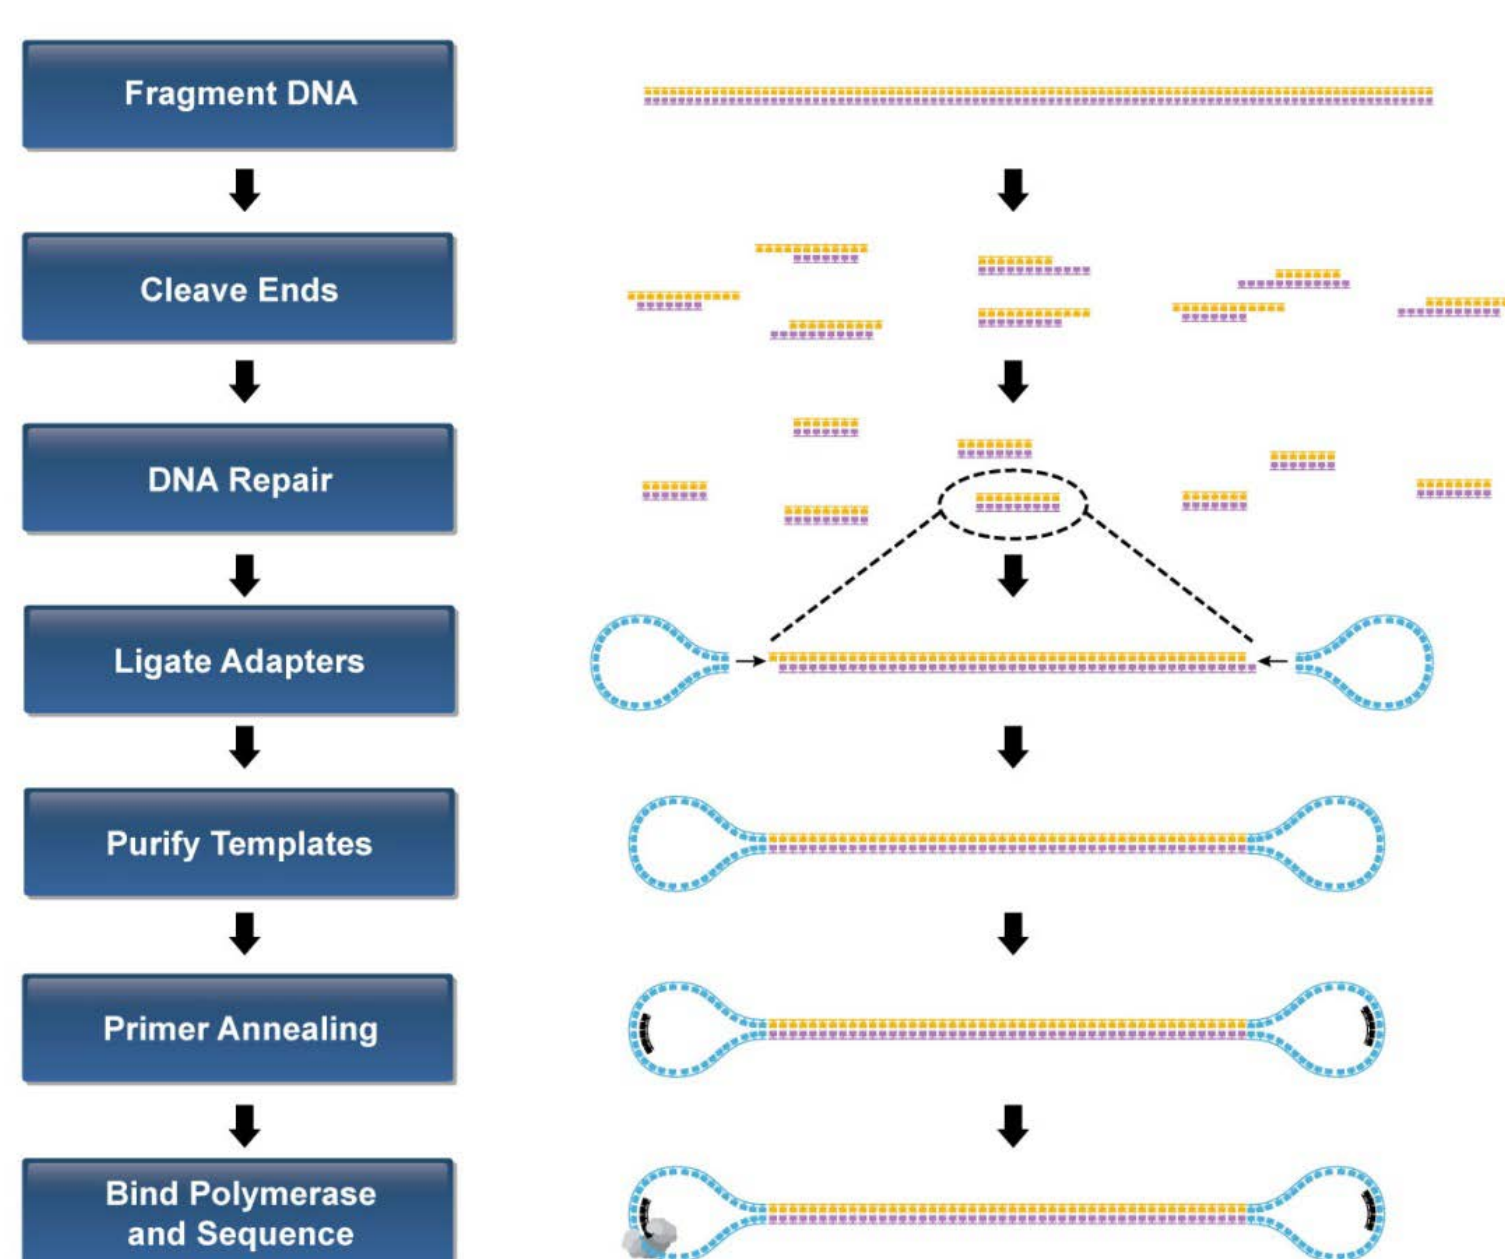 Fragment DNA
Cleave Ends
DNA Repair
Ligate Adapters
Purify Templates
Primer Annealing
Bind Polymerase
and Sequence